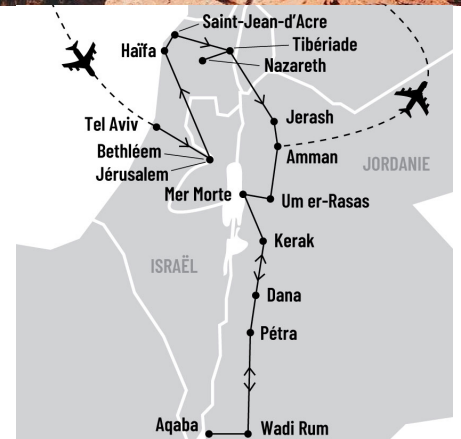 Saint-Jean-d'Acre
Haïfa
Tibériade
Nazareth
Tel Aviv
Jerash
Bethléem
Amman
Jérusalem
JORDANIE
Mer Morte
Um er-Rasas
ISRAËL
Kerak
Dana
Pétra
Aqaba
Wadi Rum